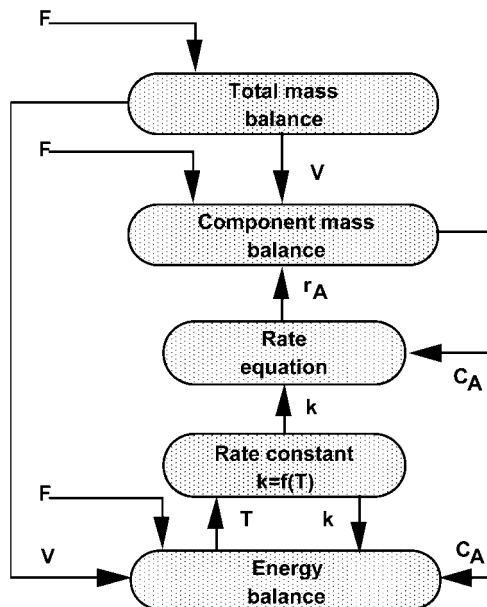 F
Total mass
balance
F
V
Component mass
balance
rA
Rate
equation
CA
k
Rate constant
k=f(T)
F
T
k
V
CA
Energy
balance